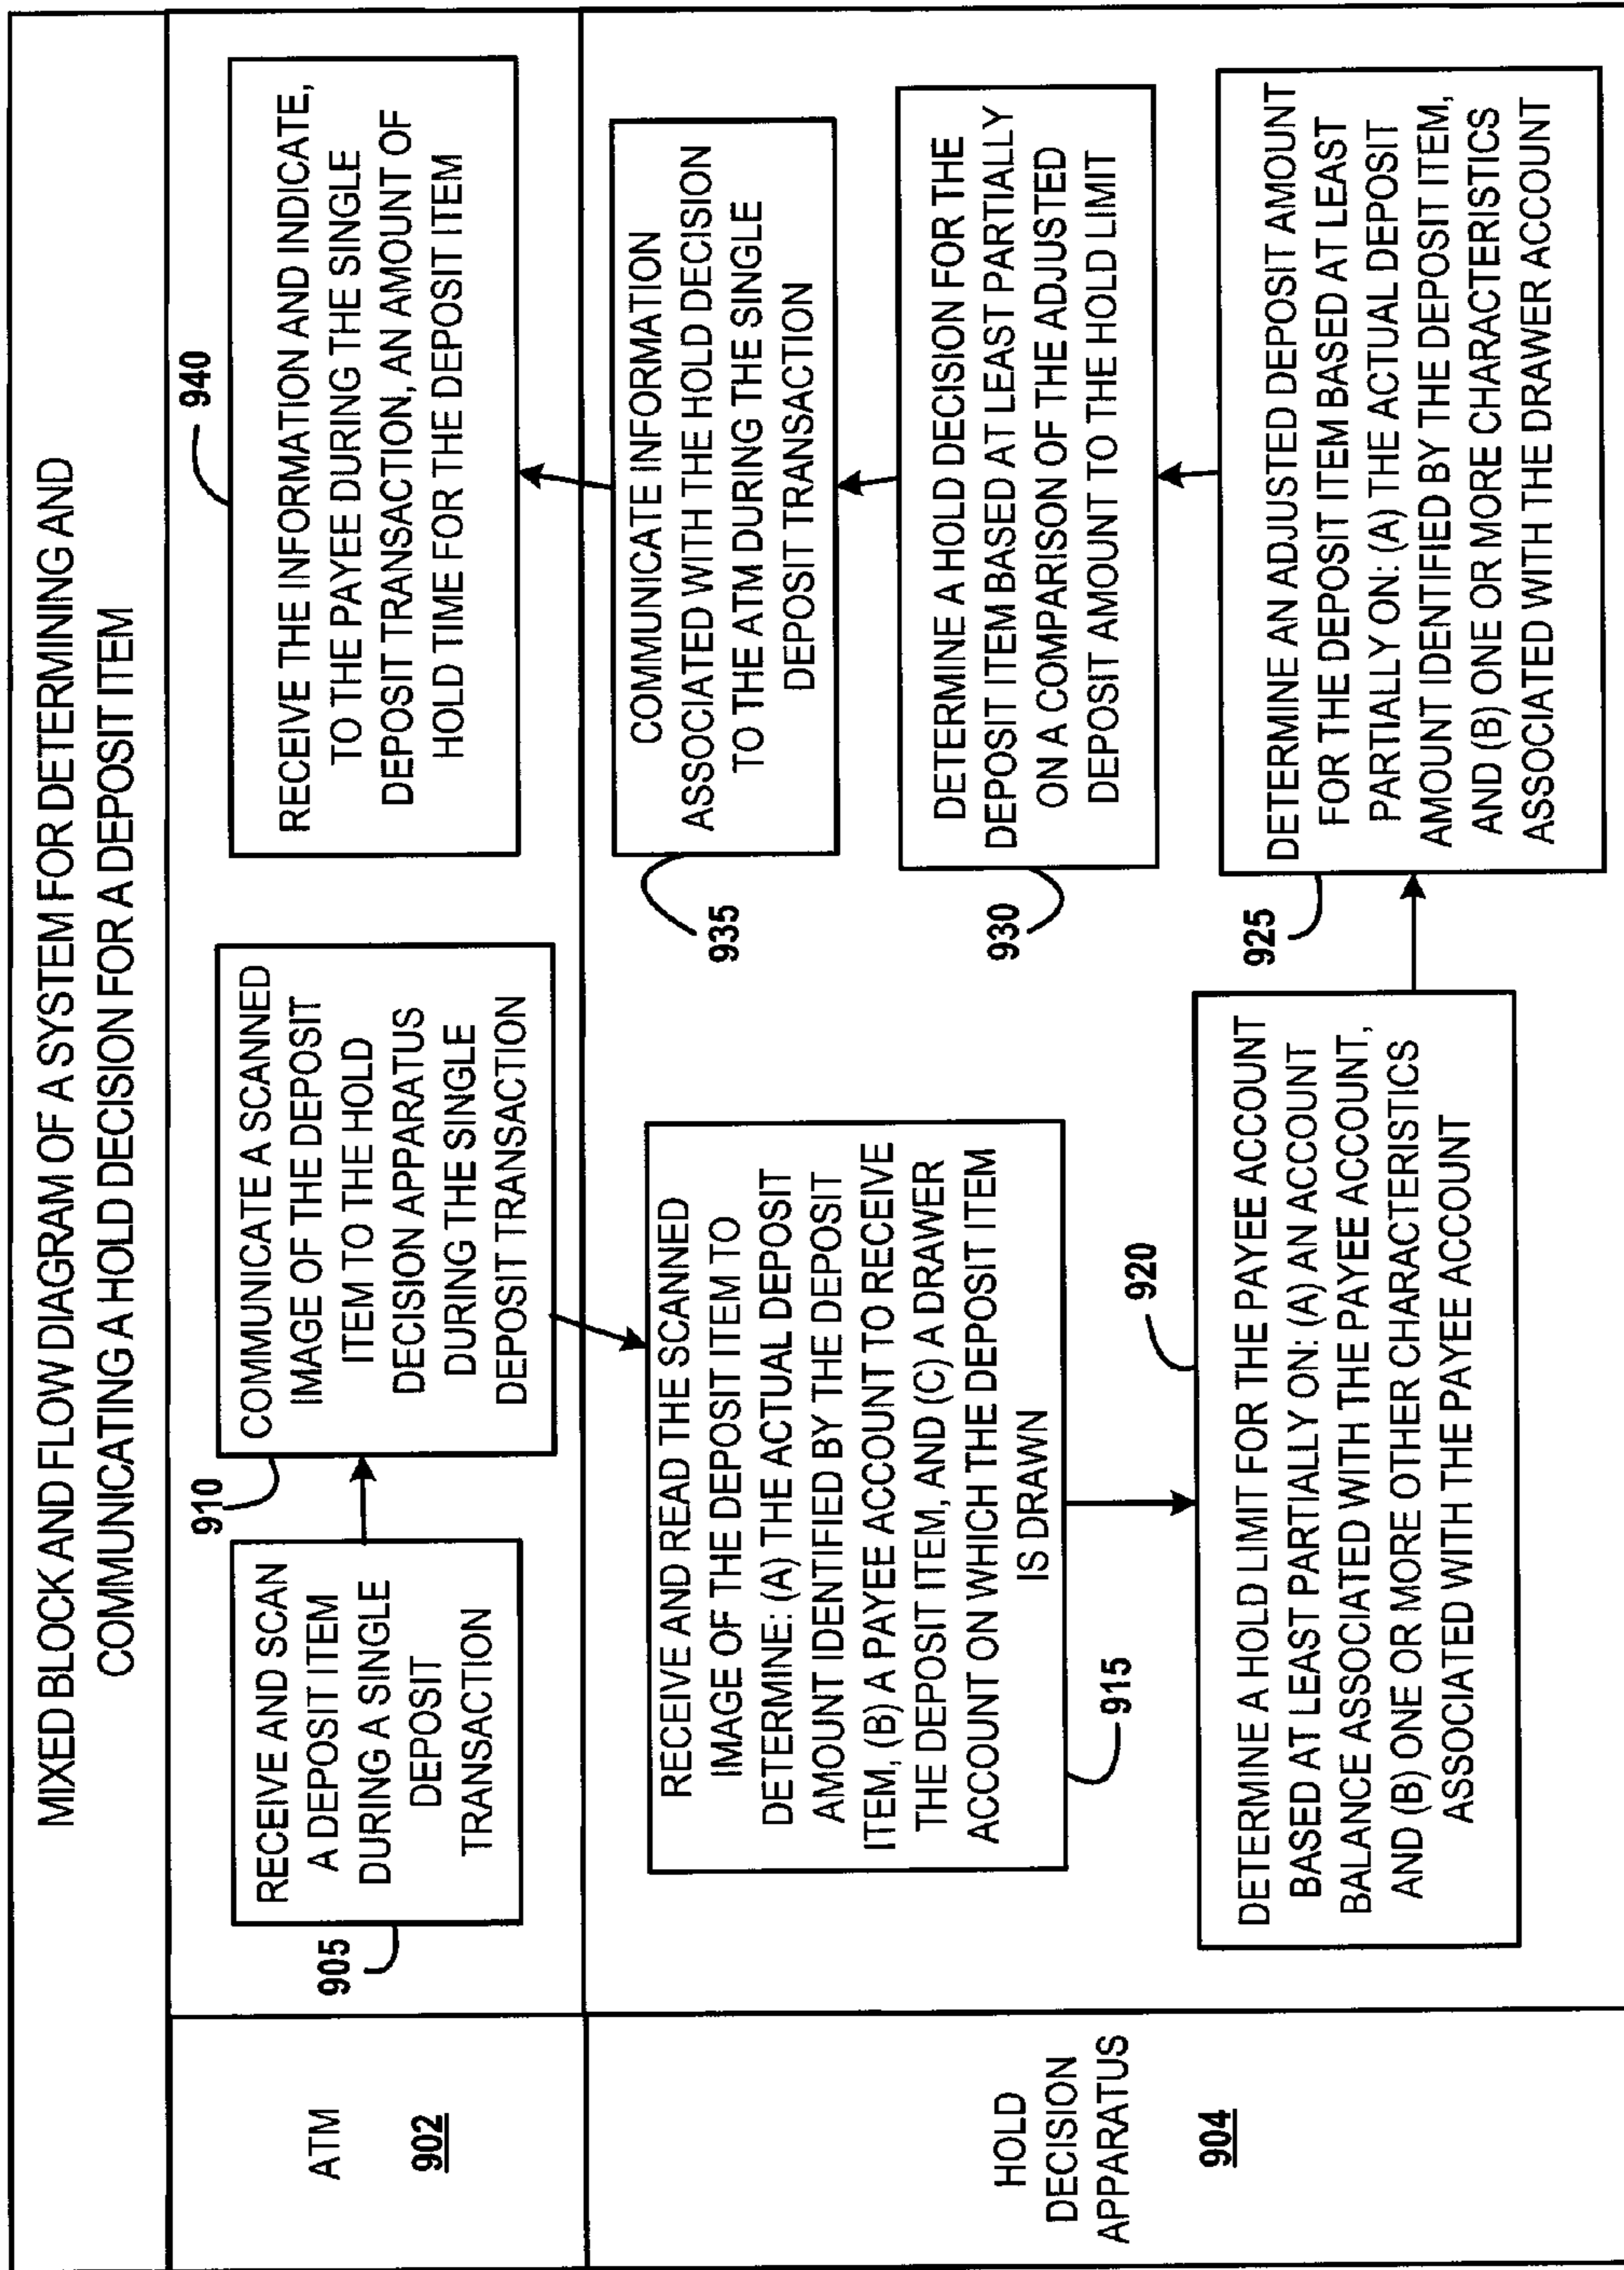 MIXED BLOCK AND FLOW DIAGRAM OF A SYSTEM FOR DETERMINING AND
COMMUNICATING A HOLD DECISION FOR A DEPOSIT ITEM
ATM
902
905
RECEIVE AND SCAN
A DEPOSIT ITEM
DURING A SINGLE
DEPOSIT
TRANSACTION
910
COMMUNICATE A SCANNED
IMAGE OF THE DEPOSIT
ITEM TO THE HOLD
DECISION APPARATUS
DURING THE SINGLE
DEPOSIT TRANSACTION
940
RECEIVE THE INFORMATION AND INDICATE,
TO THE PAYEE DURING THE SINGLE
DEPOSIT TRANSACTION, AN AMOUNT OF
HOLD TIME FOR THE DEPOSIT ITEM
HOLD
DECISION
APPARATUS
904
RECEIVE AND READ THE SCANNED
IMAGE OF THE DEPOSIT ITEM TO
DETERMINE: (A) THE ACTUAL DEPOSIT
AMOUNT IDENTIFIED BY THE DEPOSIT
ITEM, (B) A PAYEE ACCOUNT TO RECEIVE
THE DEPOSIT ITEM, AND (C) A DRAWER
ACCOUNT ON WHICH THE DEPOSIT ITEM
IS DRAWN
915
920
DETERMINE A HOLD LIMIT FOR THE PAYEE ACCOUNT
BASED AT LEAST PARTIALLY ON: (A) AN ACCOUNT
BALANCE ASSOCIATED WITH THE PAYEE ACCOUNT,
AND (B) ONE OR MORE OTHER CHARACTERISTICS
ASSOCIATED WITH THE PAYEE ACCOUNT
925
DETERMINE AN ADJUSTED DEPOSIT AMOUNT
FOR THE DEPOSIT ITEM BASED AT LEAST
PARTIALLY ON: (A) THE ACTUAL DEPOSIT
AMOUNT IDENTIFIED BY THE DEPOSIT ITEM,
AND (B) ONE OR MORE CHARACTERISTICS
ASSOCIATED WITH THE DRAWER ACCOUNT
930
DETERMINE A HOLD DECISION FOR THE
DEPOSIT ITEM BASED AT LEAST PARTIALLY
ON A COMPARISON OF THE ADJUSTED
DEPOSIT AMOUNT TO THE HOLD LIMIT
935
COMMUNICATE INFORMATION
ASSOCIATED WITH THE HOLD DECISION
TO THE ATM DURING THE SINGLE
DEPOSIT TRANSACTION